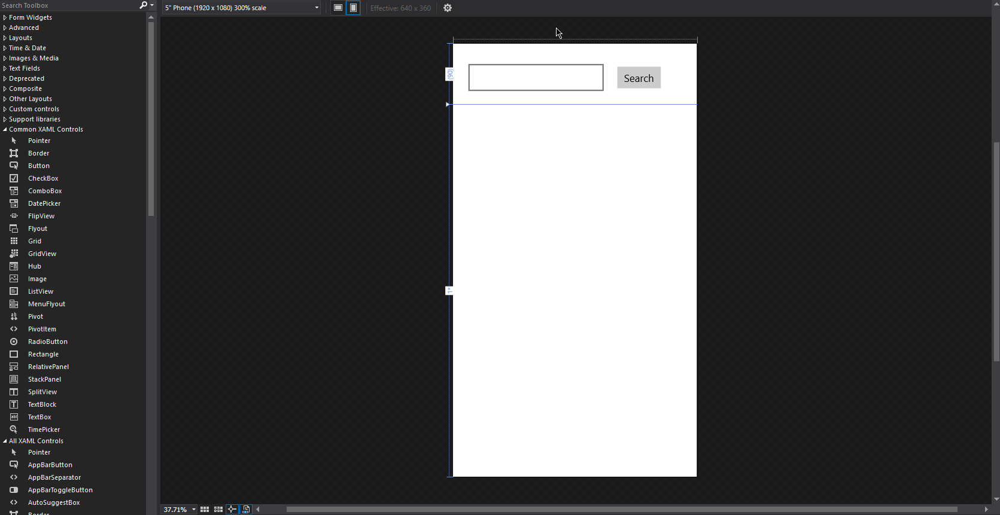 Search Toolbox
Form Widgets
Advanced
Layouts
Time & Date
Images & Media
Text Fields
Deprecated
Composite
Other Layouts
Custom controls
Support libraries
Common XAML Controls
Pointer
Border
Button
CheckBox
ComboBox
DatePicker
FlipView
Flyout
Grid
GridView
Hub
Image
ListView
MenuFlyout
Pivot
PivotItem
RadioButton
Rectangle
RelativePanel
StackPanel
SplitView
TextBlock
TextBox
TimePicker
All XAML Controls
Pointer
AppBarButton
AppBarSeparator
AppBarToggleButton
AutoSuggestBox
Border
5" Phone (1920 x 1080) 300% scale
Effective: 640 x 360
(90)
Search
1*
37.71%